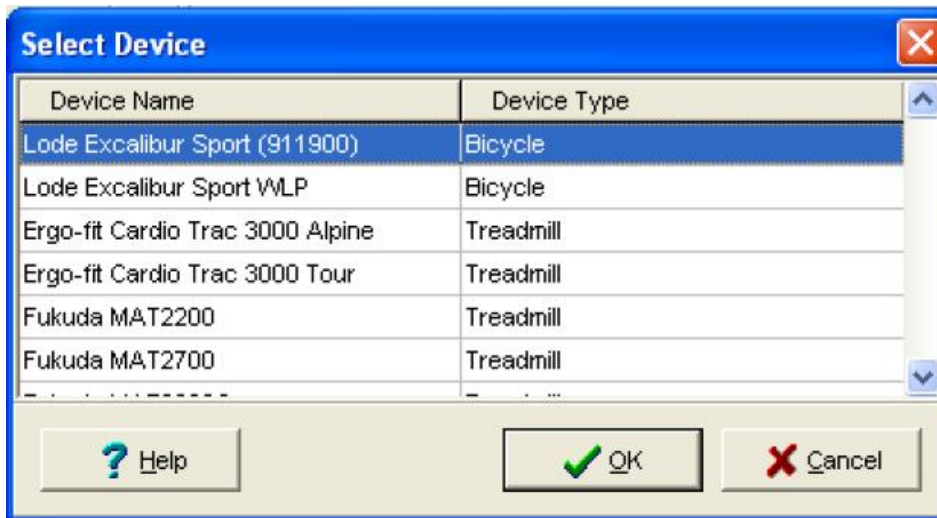 Select Device
Device Name Device Type
Lode Excalibur Sport (911900) Bicycle
Lode Excalibur Sport WLP Bicycle
Ergo-fit Cardio Trac 3000 Alpine Treadmill
Ergo-fit Cardio Trac 3000 Tour Treadmill
Fukuda MAT2200 Treadmill
Fukuda MAT2700 Treadmill
Help OK Cancel